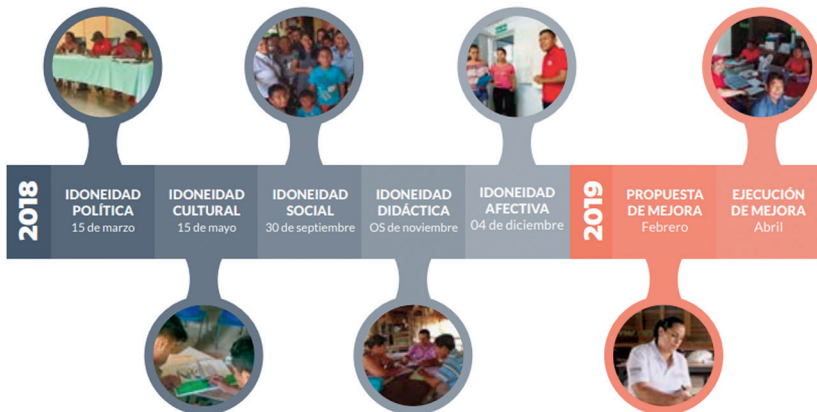 2018
IDONEIDAD
POLÍTICA
15 de marzo
IDONEIDAD
CULTURAL
15 de mayo
IDONEIDAD
SOCIAL
30 de septiembre
IDONEIDAD
DIDÁCTICA
OS de noviembre
IDONEIDAD
AFECTIVA
04 de diciembre
2019
PROPUESTA
DE MEJORA
Febrero
EJECUCIÓN
DE MEJORA
Abril